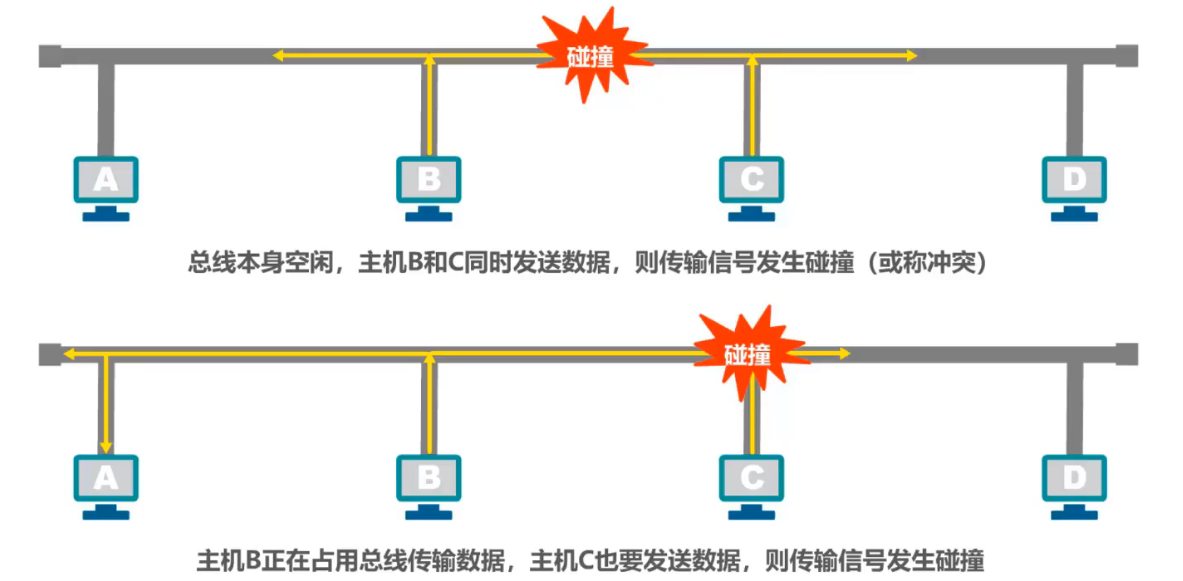 碰撞
A B C D
总线本身空闲，主机B和C同时发送数据，则传输信号发生碰撞（或称冲突）
碰撞
A B C D
主机B正在占用总线传输数据，主机C也要发送数据，则传输信号发生碰撞